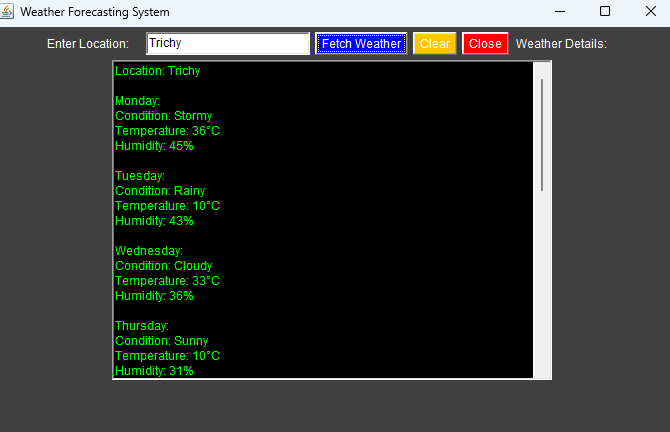 Weather Forecasting System
Enter Location: Trichy Fetch Weather Clear Close Weather Details:
Location: Trichy
Monday:
Condition: Stormy
Temperature: 36°C
Humidity: 45%
Tuesday:
Condition: Rainy
Temperature: 10°C
Humidity: 43%
Wednesday:
Condition: Cloudy
Temperature: 33°C
Humidity: 36%
Thursday:
Condition: Sunny
Temperature: 10°C
Humidity: 31%